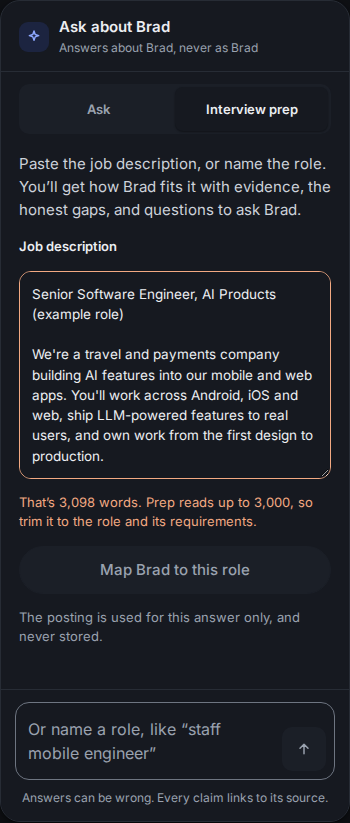 Ask about Brad
Answers about Brad, never as Brad
Ask
Interview prep
Paste the job description, or name the role.
You’ll get how Brad fits it with evidence, the
honest gaps, and questions to ask Brad.
Job description
Senior Software Engineer, AI Products
(example role)
We're a travel and payments company
building AI features into our mobile and web
apps. You'll work across Android, iOS and
web, ship LLM-powered features to real
users, and own work from the first design to
production.
That’s 3,098 words. Prep reads up to 3,000, so
trim it to the role and its requirements.
Map Brad to this role
The posting is used for this answer only, and
never stored.
Or name a role, like “staff
mobile engineer”
Answers can be wrong. Every claim links to its source.